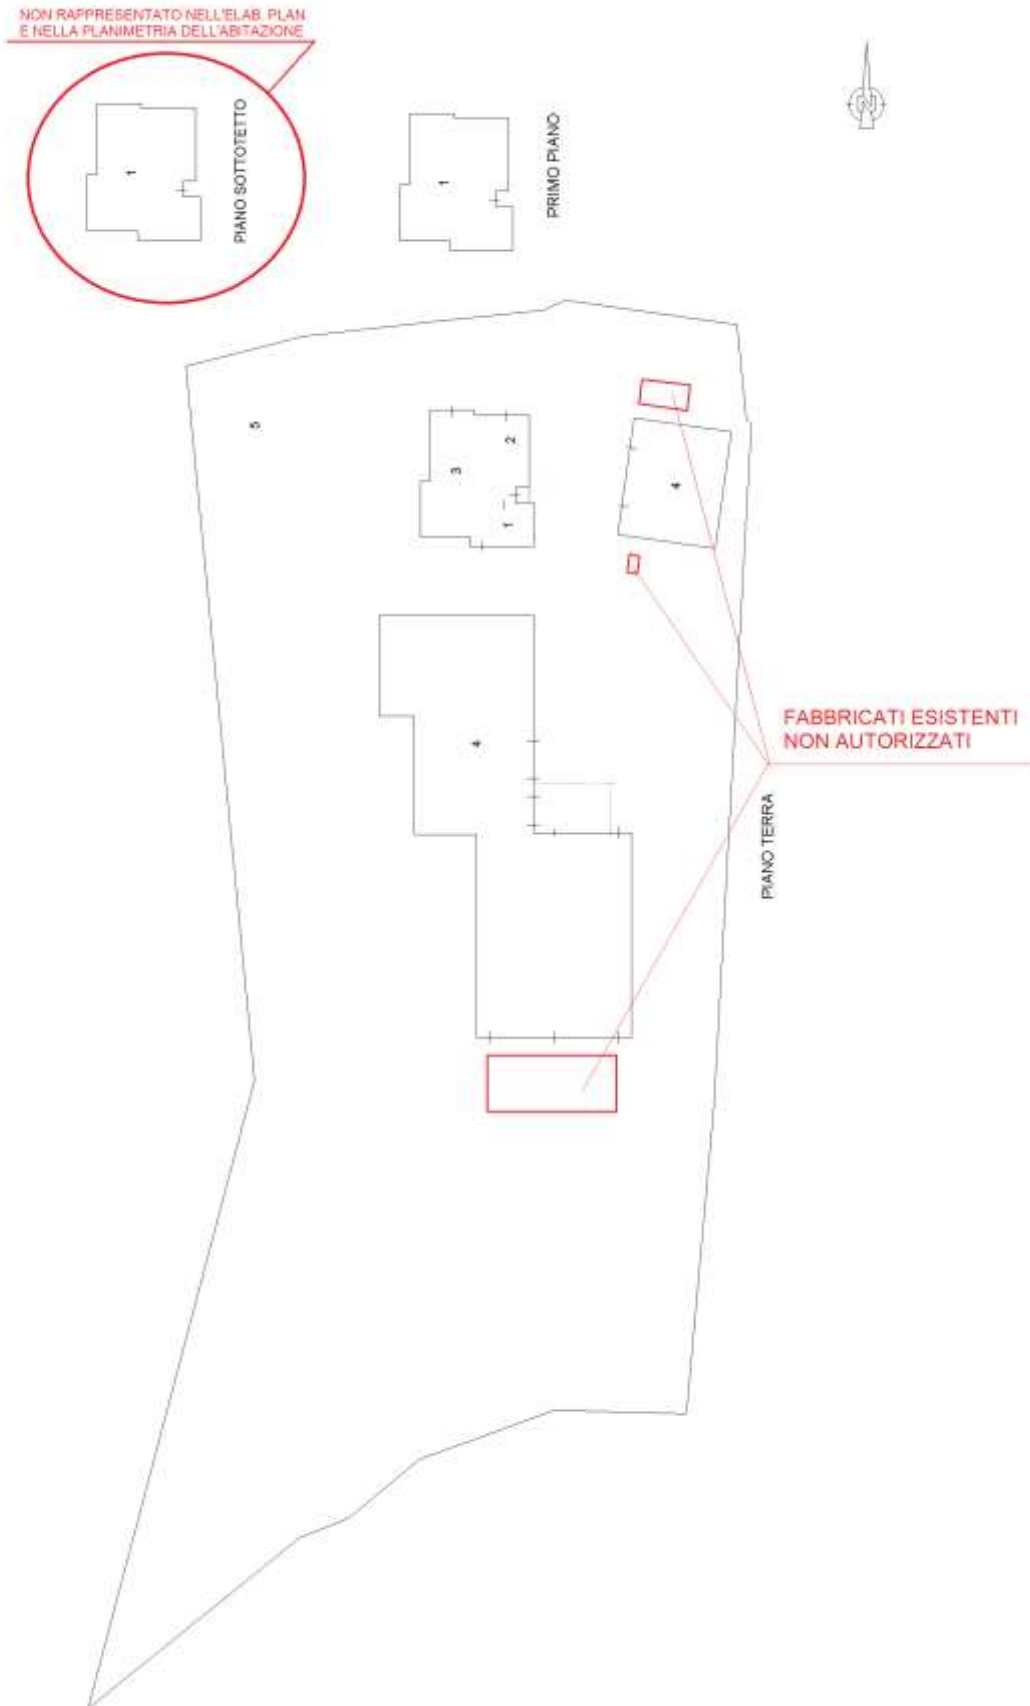 NON RAPPRESENTATO NELL'ELAB. PLAN
E NELLA PLANIMETRIA DELL'ABITAZIONE
1
PIANO SOTTOTETTO
1
PRIMO PIANO
N
5
3
2
1
4
4
FABBRICATI ESISTENTI
NON AUTORIZZATI
PIANO TERRA